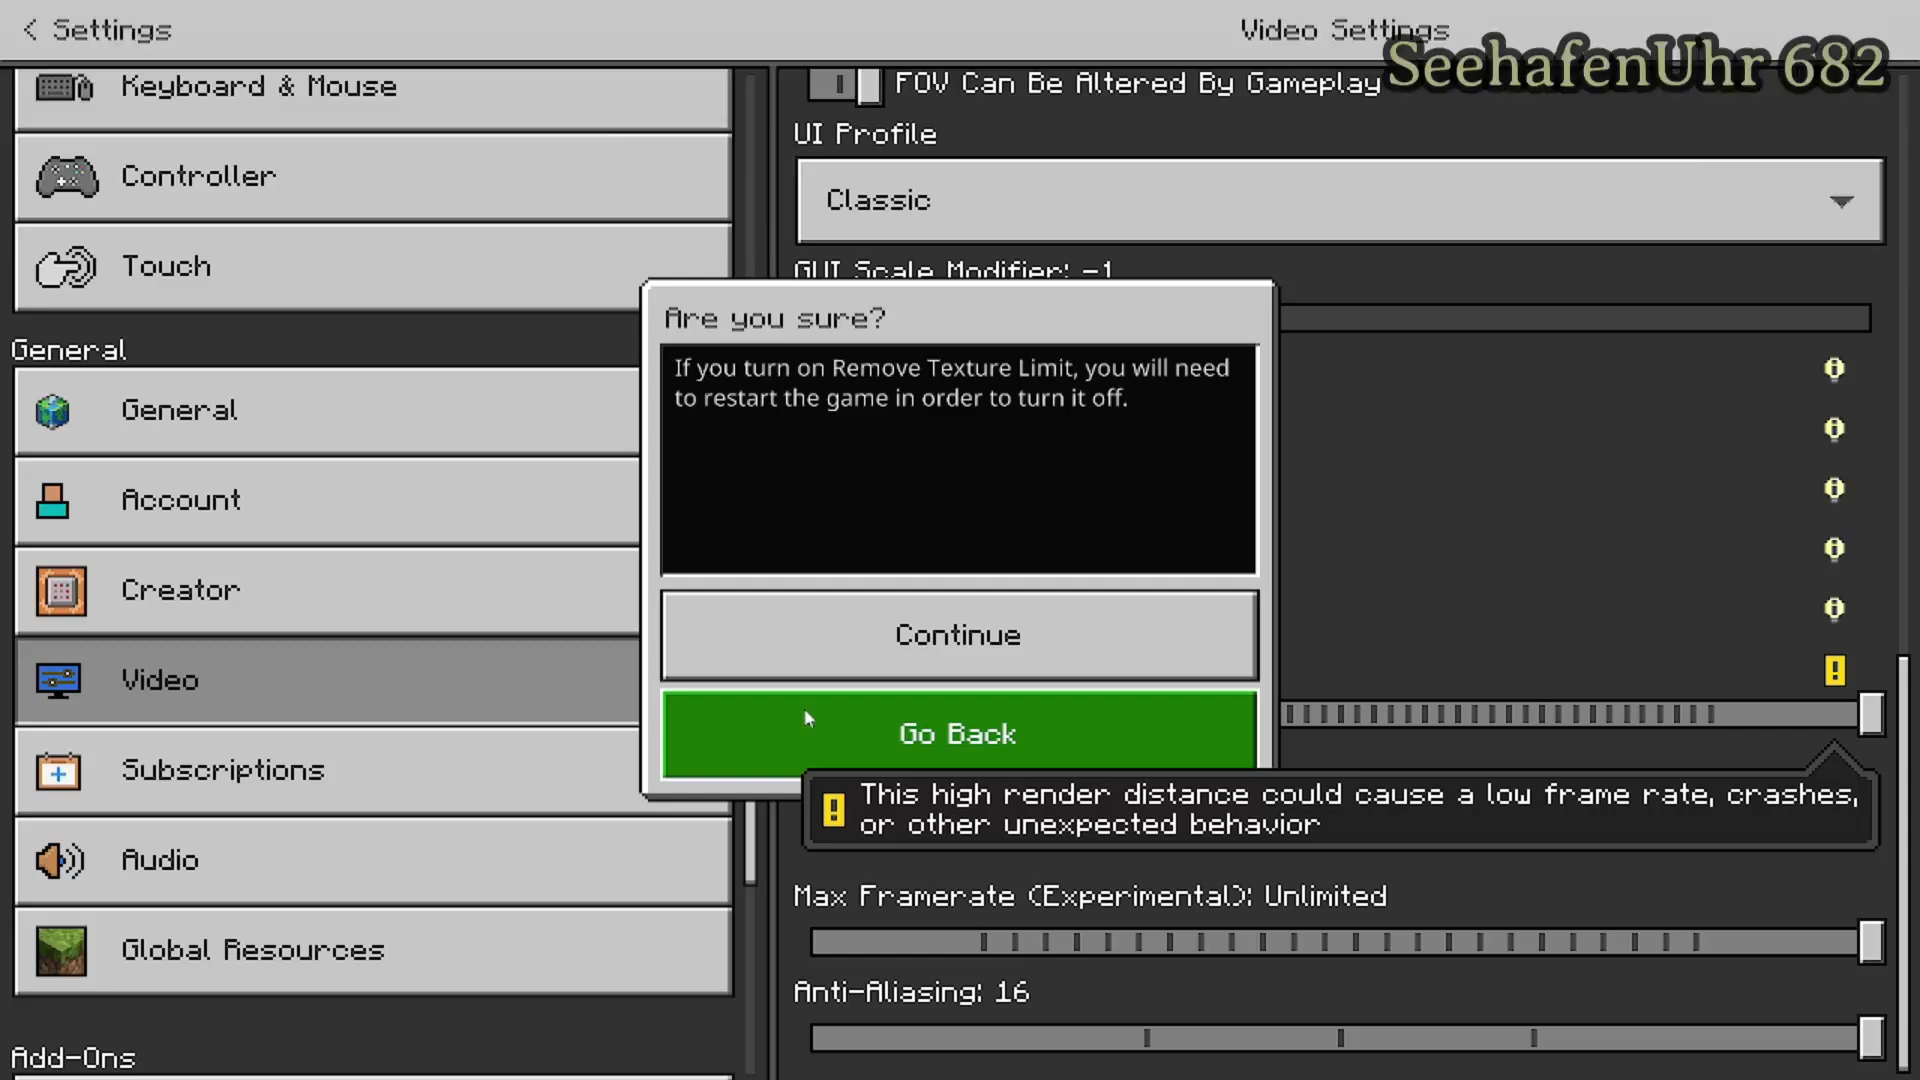 Settings
Video Settings
SeehafenUhr 682
Keyboard & Mouse
Controller
Touch
General
General
Account
Creator
Video
Subscriptions
Audio
Global Resources
Add-Ons
FOV Can Be Altered By Gameplay
UI Profile
Classic
GUI Scale Modifier: -1
Are you sure?
If you turn on Remove Texture Limit, you will need
to restart the game in order to turn it off.
Continue
Go Back
This high render distance could cause a low frame rate, crashes,
or other unexpected behavior
Max Framerate (Experimental): Unlimited
Anti-Aliasing: 16